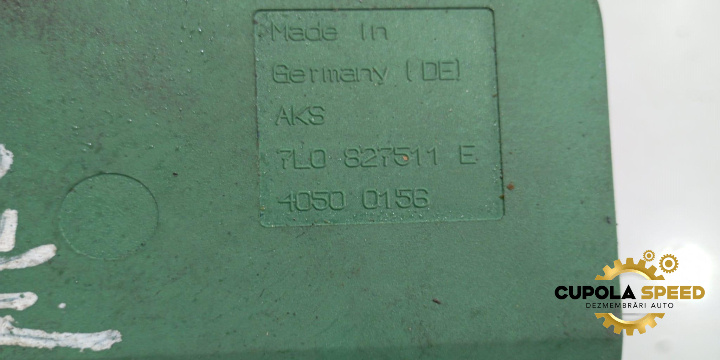 Made in
Germany (DE)
AKS
7L0 827511 E
4050 0156
CUPOLA SPEED
DEZMEMBRĂRI AUTO